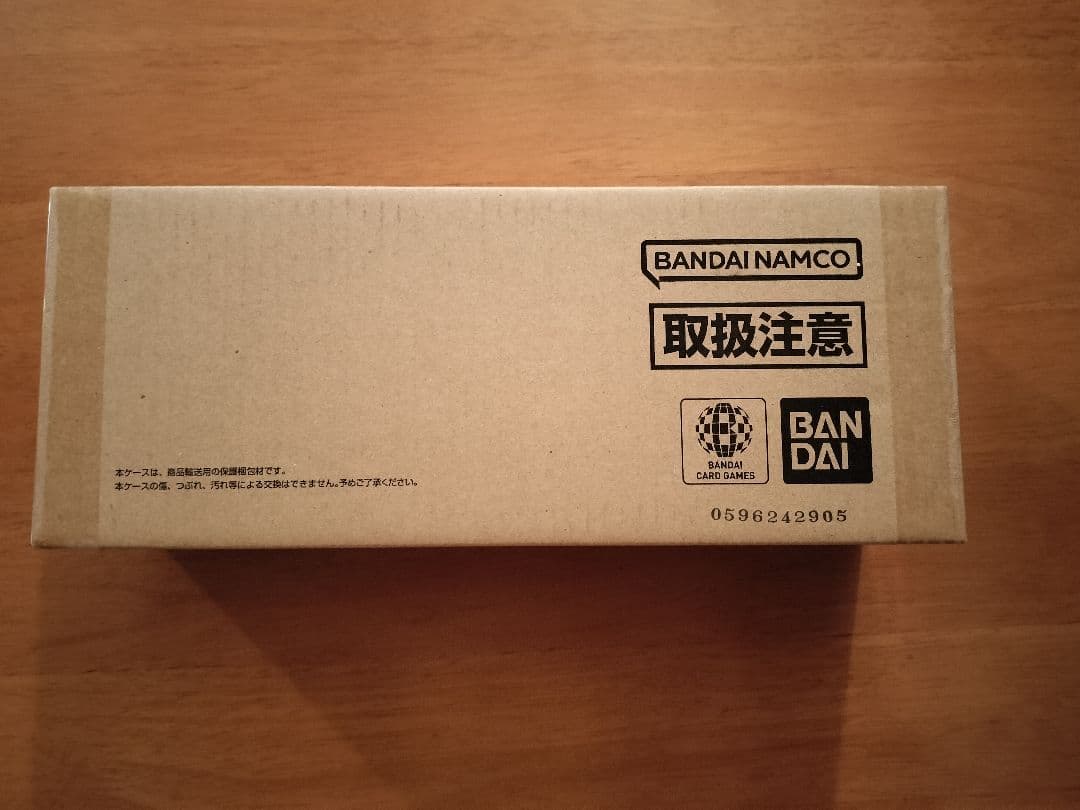 BANDAI NAMCO
取扱注意
BANDAI
CARD GAMES
BAN
DAI
本ケースは、商品輸送用の保護梱包材です。
本ケースの傷、つぶれ、汚れ等による交換はできません。予めご了承ください。
0596242905